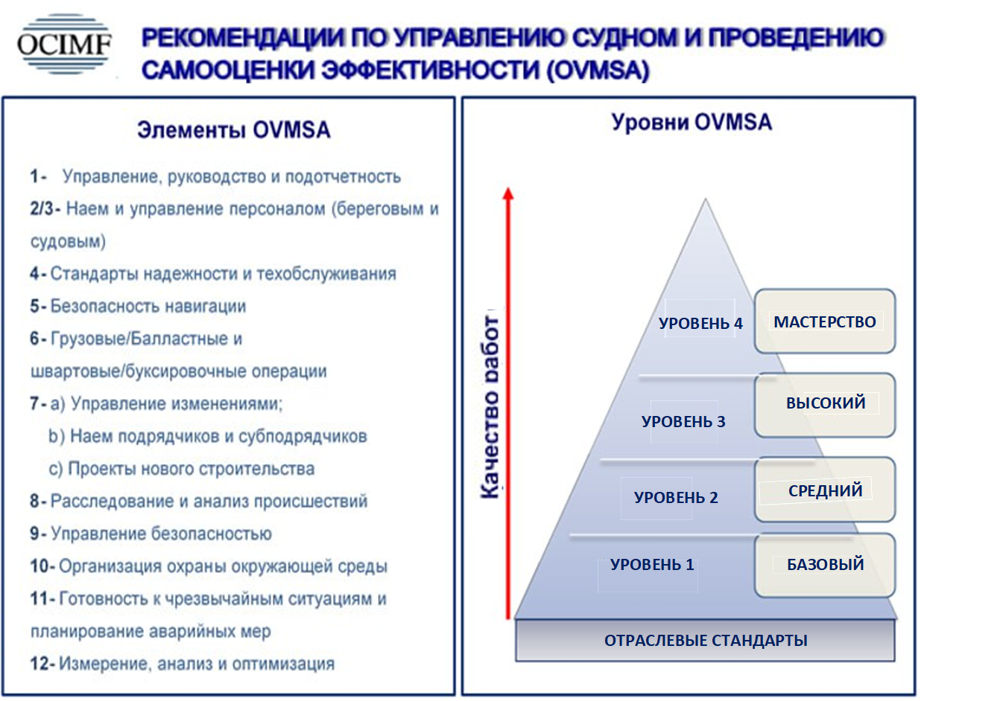 OCIMF
РЕКОМЕНДАЦИИ ПО УПРАВЛЕНИЮ СУДНОМ И ПРОВЕДЕНИЮ
САМООЦЕНКИ ЭФФЕКТИВНОСТИ (OVMSA)
Элементы OVMSA
1- Управление, руководство и подотчетность
2/3- Наем и управление персоналом (береговым и
судовым)
4- Стандарты надежности и техобслуживания
5- Безопасность навигации
6- Грузовые/Балластные и
швартовые/буксировочные операции
7- a) Управление изменениями;
b) Наем подрядчиков и субподрядчиков
c) Проекты нового строительства
8- Расследование и анализ происшествий
9- Управление безопасностью
10- Организация охраны окружающей среды
11- Готовность к чрезвычайным ситуациям и
планирование аварийных мер
12- Измерение, анализ и оптимизация
Уровни OVMSA
Качество работ
УРОВЕНЬ 4
МАСТЕРСТВО
УРОВЕНЬ 3
ВЫСОКИЙ
УРОВЕНЬ 2
СРЕДНИЙ
УРОВЕНЬ 1
БАЗОВЫЙ
ОТРАСЛЕВЫЕ СТАНДАРТЫ